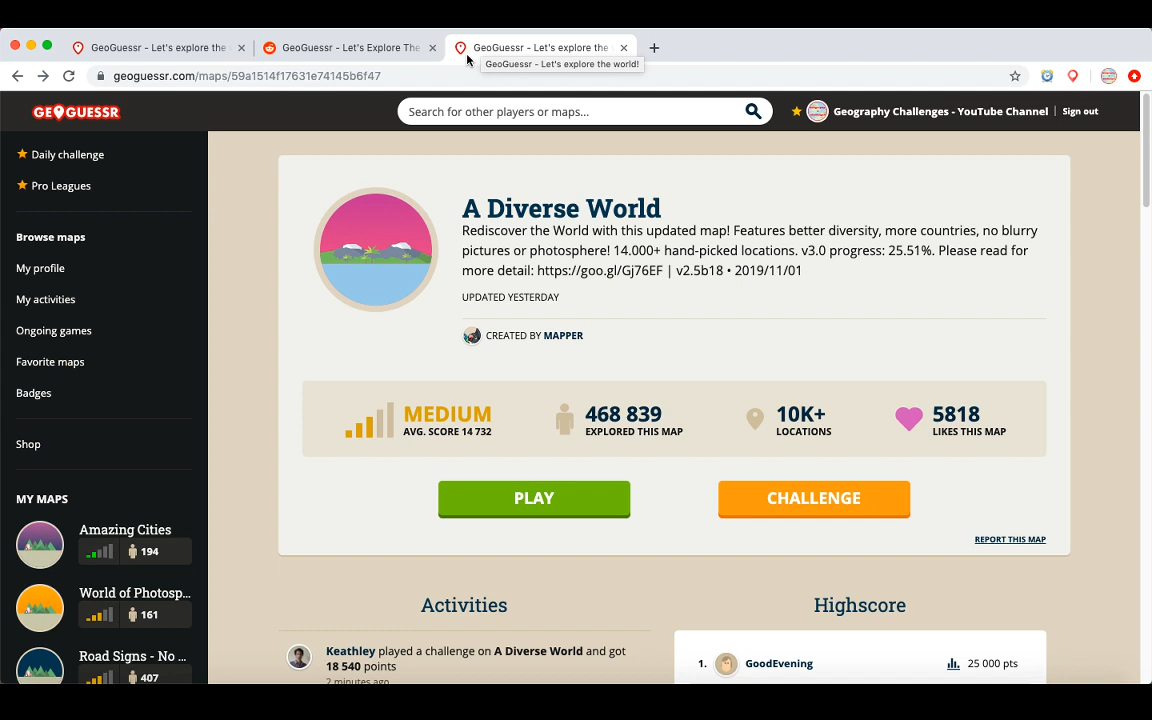 GeoGuessr - Let's explore the
GeoGuessr - Let's Explore The
GeoGuessr - Let's explore the
GeoGuessr - Let's explore the world!
geoguessr.com/maps/59a1514f17631e74145b6f47
GEOGUESSR
Search for other players or maps...
Geography Challenges - YouTube Channel
Sign out
Daily challenge
Pro Leagues
Browse maps
My profile
My activities
Ongoing games
Favorite maps
Badges
Shop
MY MAPS
Amazing Cities
194
World of Photosp...
161
Road Signs - No ...
407
A Diverse World
Rediscover the World with this updated map! Features better diversity, more countries, no blurry
pictures or photosphere! 14.000+ hand-picked locations. v3.0 progress: 25.51%. Please read for
more detail: https://goo.gl/Gj76EF | v2.5b18 • 2019/11/01
UPDATED YESTERDAY
CREATED BY MAPPER
MEDIUM
AVG. SCORE 14 732
468 839
EXPLORED THIS MAP
10K+
LOCATIONS
5818
LIKES THIS MAP
PLAY
CHALLENGE
REPORT THIS MAP
Activities
Keathley played a challenge on A Diverse World and got
18 540 points
2 minutes ago
Highscore
1. GoodEvening 25 000 pts